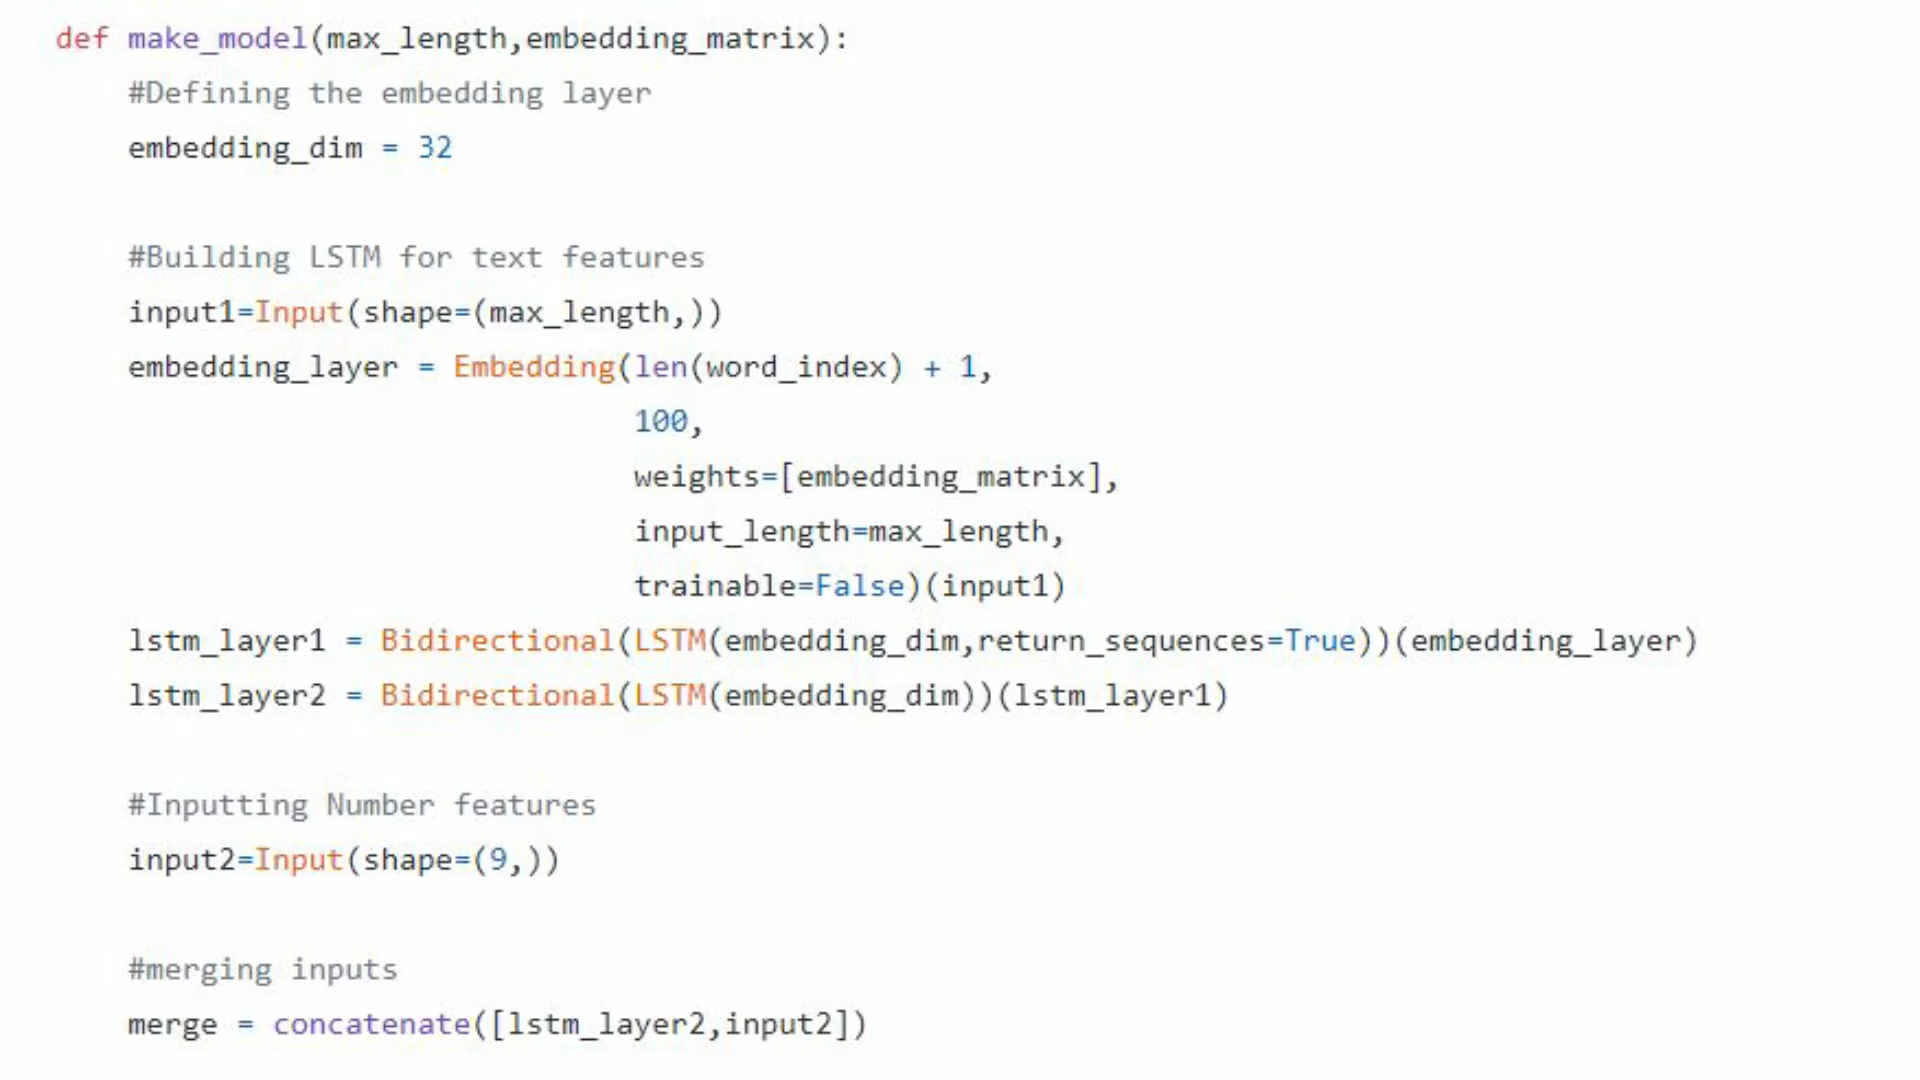 def make_model(max_length,embedding_matrix):
#Defining the embedding layer
embedding_dim = 32
#Building LSTM for text features
input1=Input(shape=(max_length,))
embedding_layer = Embedding(len(word_index) + 1,
100,
weights=[embedding_matrix],
input_length=max_length,
trainable=False)(input1)
lstm_layer1 = Bidirectional(LSTM(embedding_dim,return_sequences=True))(embedding_layer)
lstm_layer2 = Bidirectional(LSTM(embedding_dim))(lstm_layer1)
#Inputting Number features
input2=Input(shape=(9,))
#merging inputs
merge = concatenate([lstm_layer2,input2])